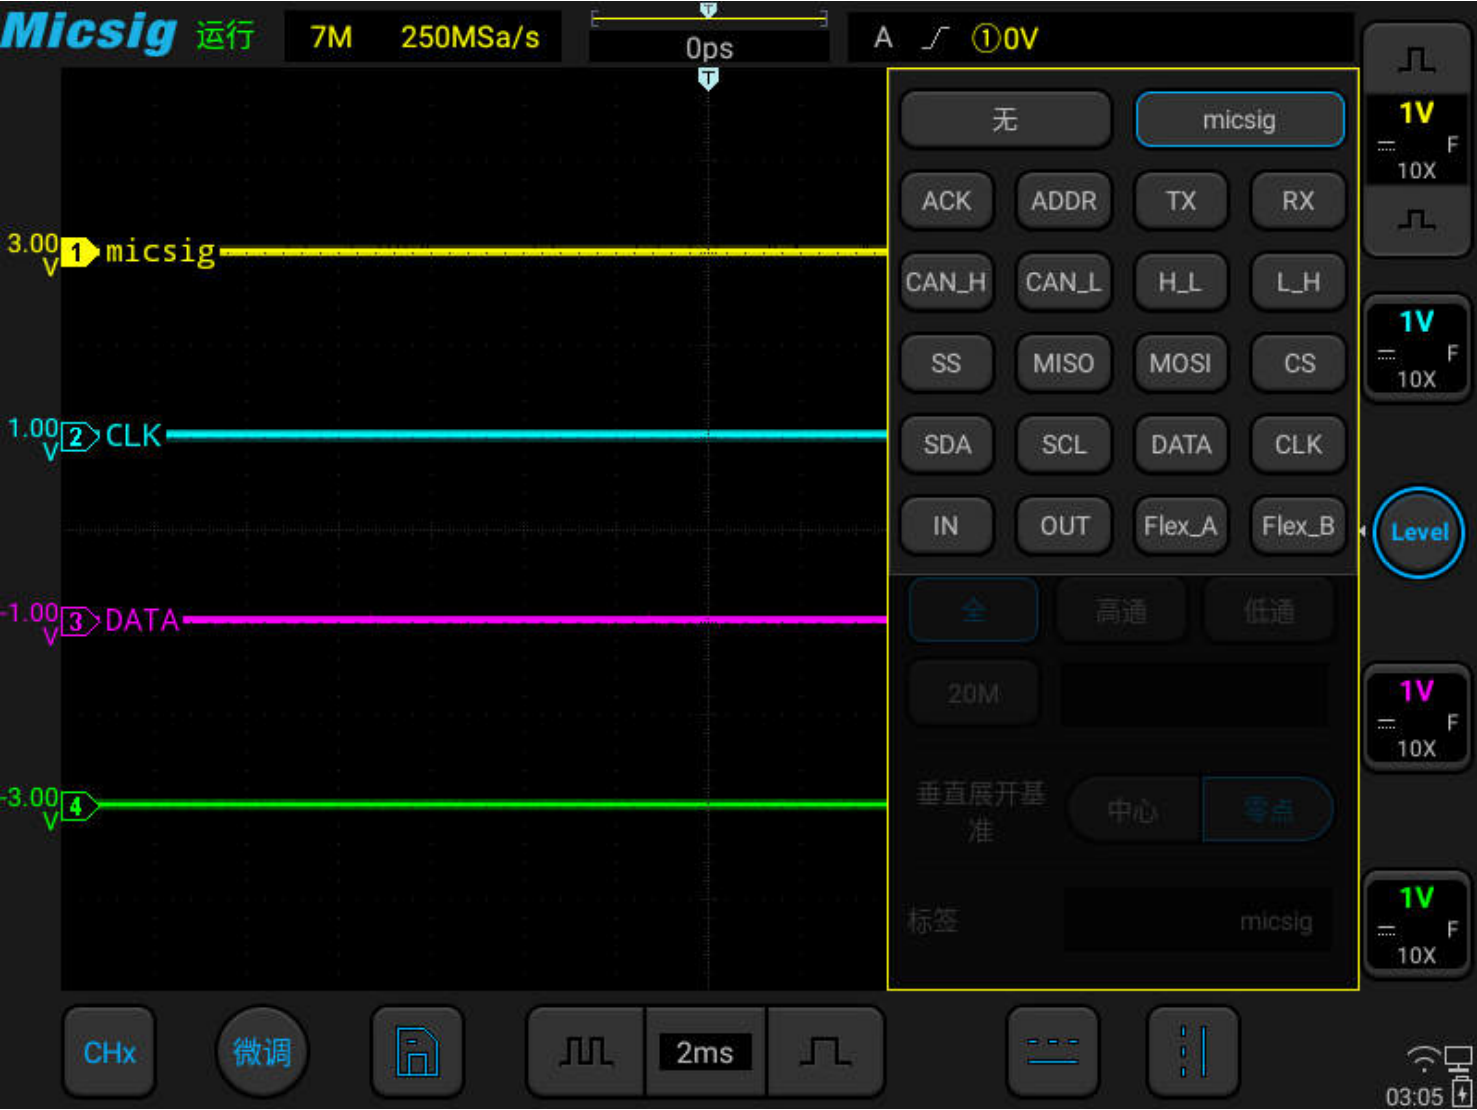 Micsig 运行 7M 250MSa/s 0ps A ①0V
T
T
无 micsig
1V
F
10X
ACK ADDR TX RX
3.00 V 1 micsig
CAN_H CAN_L H_L L_H
1V
F
10X
SS MISO MOSI CS
1.00 V 2 CLK
SDA SCL DATA CLK
IN OUT Flex_A Flex_B
Level
-1.00 V 3 DATA
全 高通 低通
20M
1V
F
10X
-3.00 V 4
垂直展开基
准
中心 零点
标签 micsig
1V
F
10X
CHx 微调 2ms
03:05